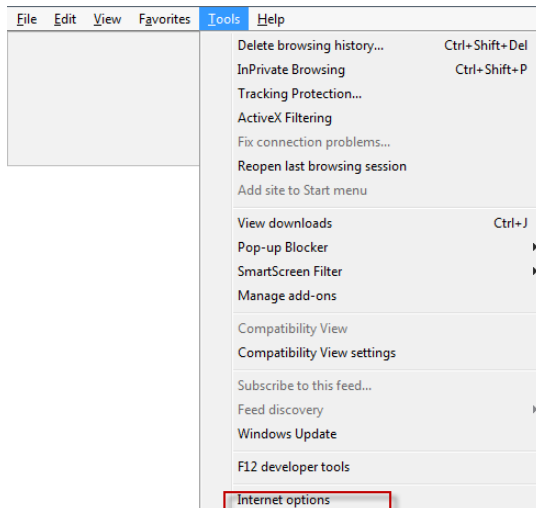 File Edit View Favorites Tools Help
Delete browsing history... Ctrl+Shift+Del
InPrivate Browsing Ctrl+Shift+P
Tracking Protection...
ActiveX Filtering
Fix connection problems...
Reopen last browsing session
Add site to Start menu
View downloads Ctrl+J
Pop-up Blocker
SmartScreen Filter
Manage add-ons
Compatibility View
Compatibility View settings
Subscribe to this feed...
Feed discovery
Windows Update
F12 developer tools
Internet options